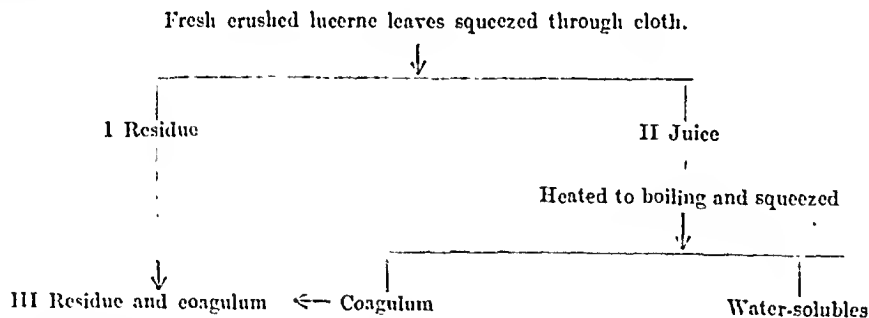 Fresh crushed lucerne leaves squeezed through cloth.
I Residue
II Juice
Heated to boiling and squeezed
III Residue and coagulum
Coagulum
Water-solubles